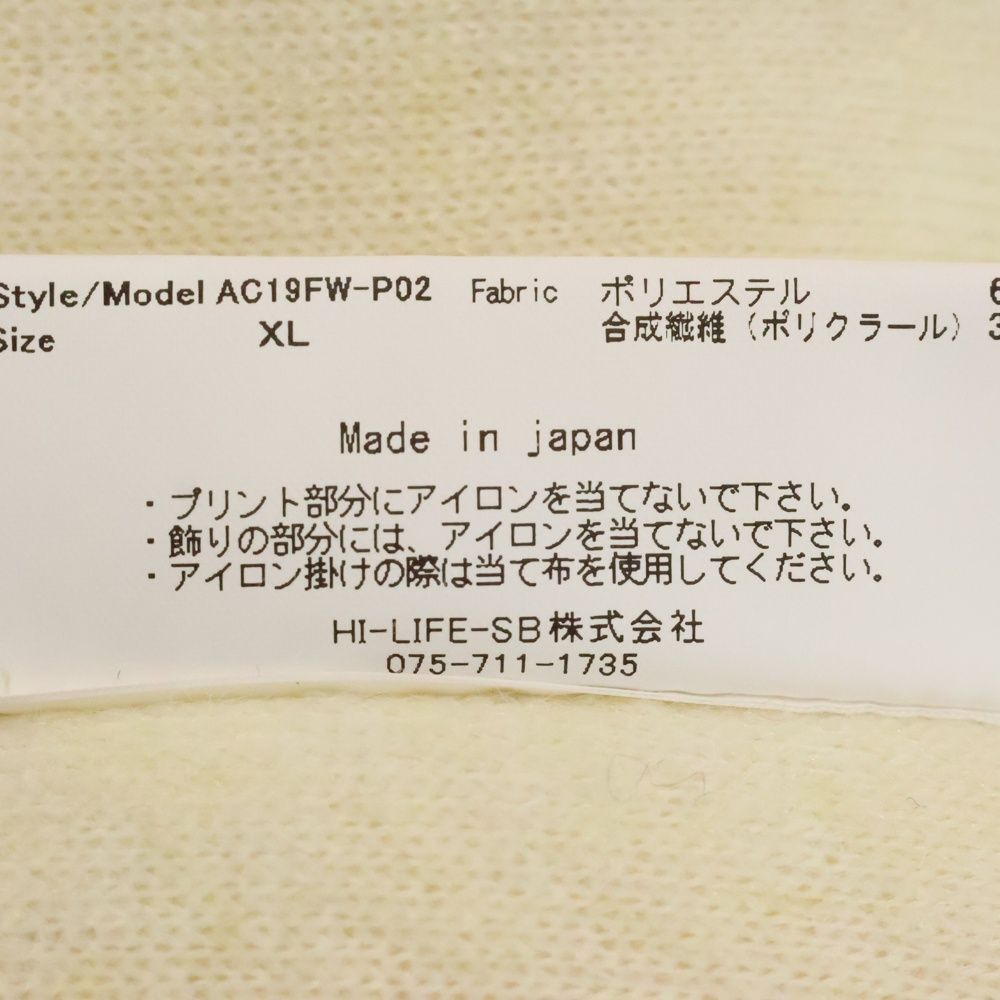 Style/Model AC19FW-P02 Fabric ポリエステル 6
Size XL 合成繊維（ポリクラール） 3
Made in japan
・プリント部分にアイロンを当てないで下さい。
・飾りの部分には、アイロンを当てないで下さい。
・アイロン掛けの際は当て布を使用してください。
HI-LIFE-SB株式会社
075-711-1735